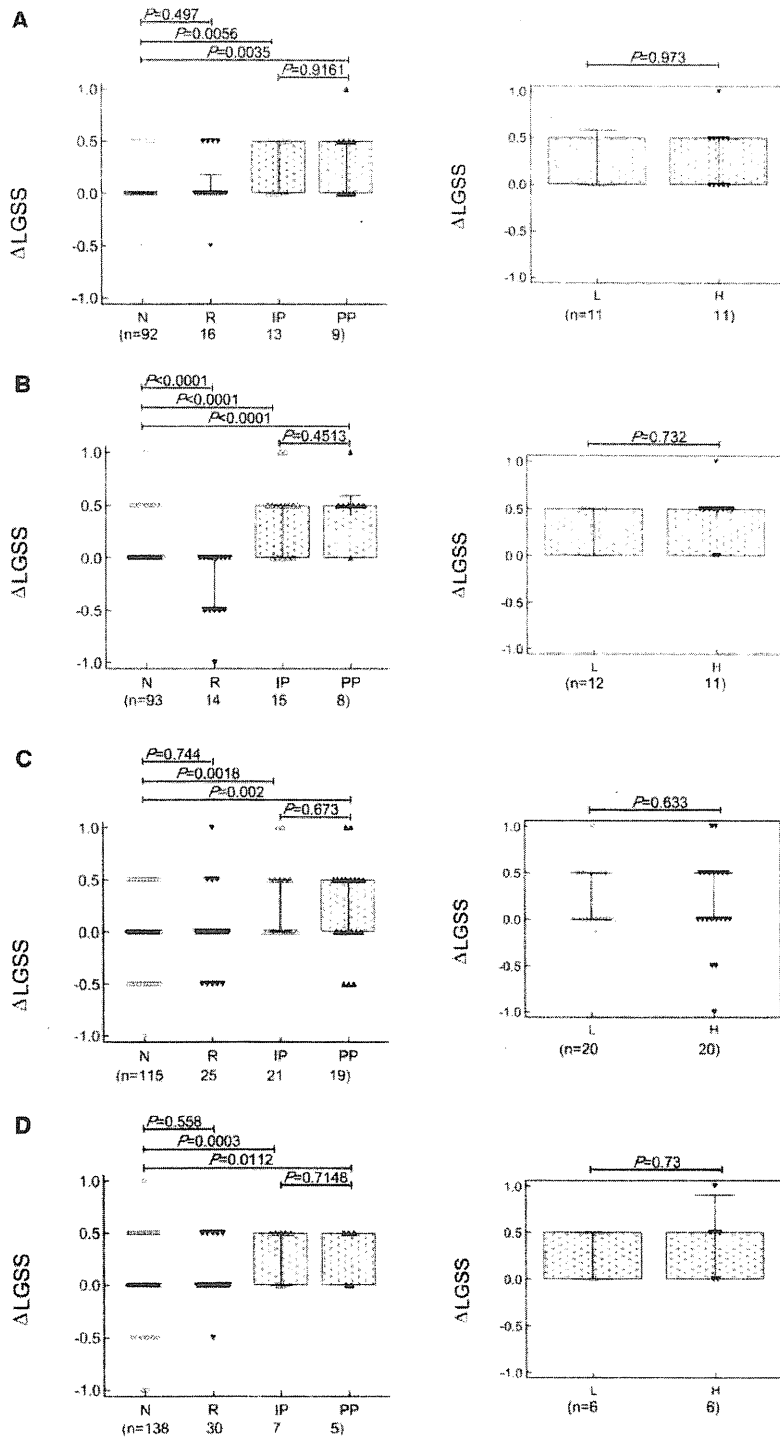 A
P=0.497
P=0.0056
P=0.0035
P=0.9161
1.0
0.5
0.0
-0.5
-1.0
ΔLGSS
N R IP PP
(n=92 16 13 9)
P=0.973
1.0
0.5
0.0
-0.5
-1.0
ΔLGSS
L H
(n=11 11)
B
P<0.0001
P<0.0001
P<0.0001
P=0.4513
1.0
0.5
0.0
-0.5
-1.0
ΔLGSS
N R IP PP
(n=93 14 15 8)
P=0.732
1.0
0.5
0.0
-0.5
-1.0
ΔLGSS
L H
(n=12 11)
C
P=0.744
P=0.0018
P=0.002
P=0.673
1.0
0.5
0.0
-0.5
-1.0
ΔLGSS
N R IP PP
(n=115 25 21 19)
P=0.633
1.0
0.5
0.0
-0.5
-1.0
ΔLGSS
L H
(n=20 20)
D
P=0.558
P=0.0003
P=0.0112
P=0.7148
1.0
0.5
0.0
-0.5
-1.0
ΔLGSS
N R IP PP
(n=138 30 7 5)
P=0.73
1.0
0.5
0.0
-0.5
-1.0
ΔLGSS
L H
(n=6 6)